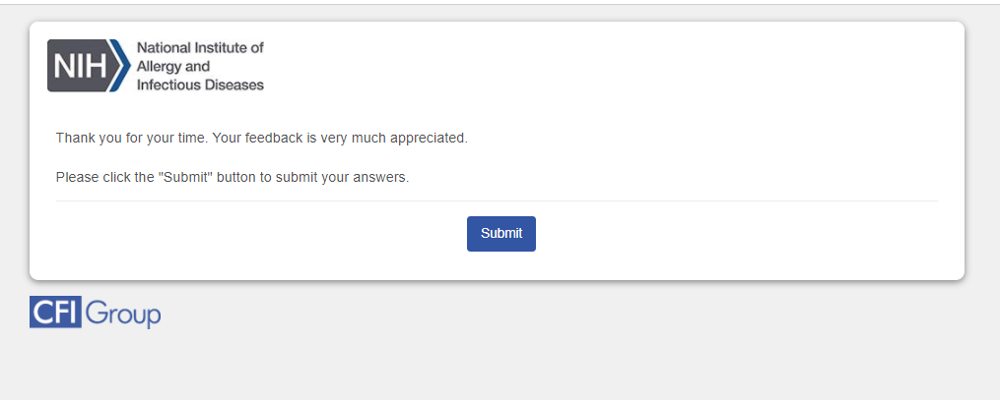 NIH
National Institute of
Allergy and
Infectious Diseases
Thank you for your time. Your feedback is very much appreciated.
Please click the "Submit" button to submit your answers.
Submit
CFI Group